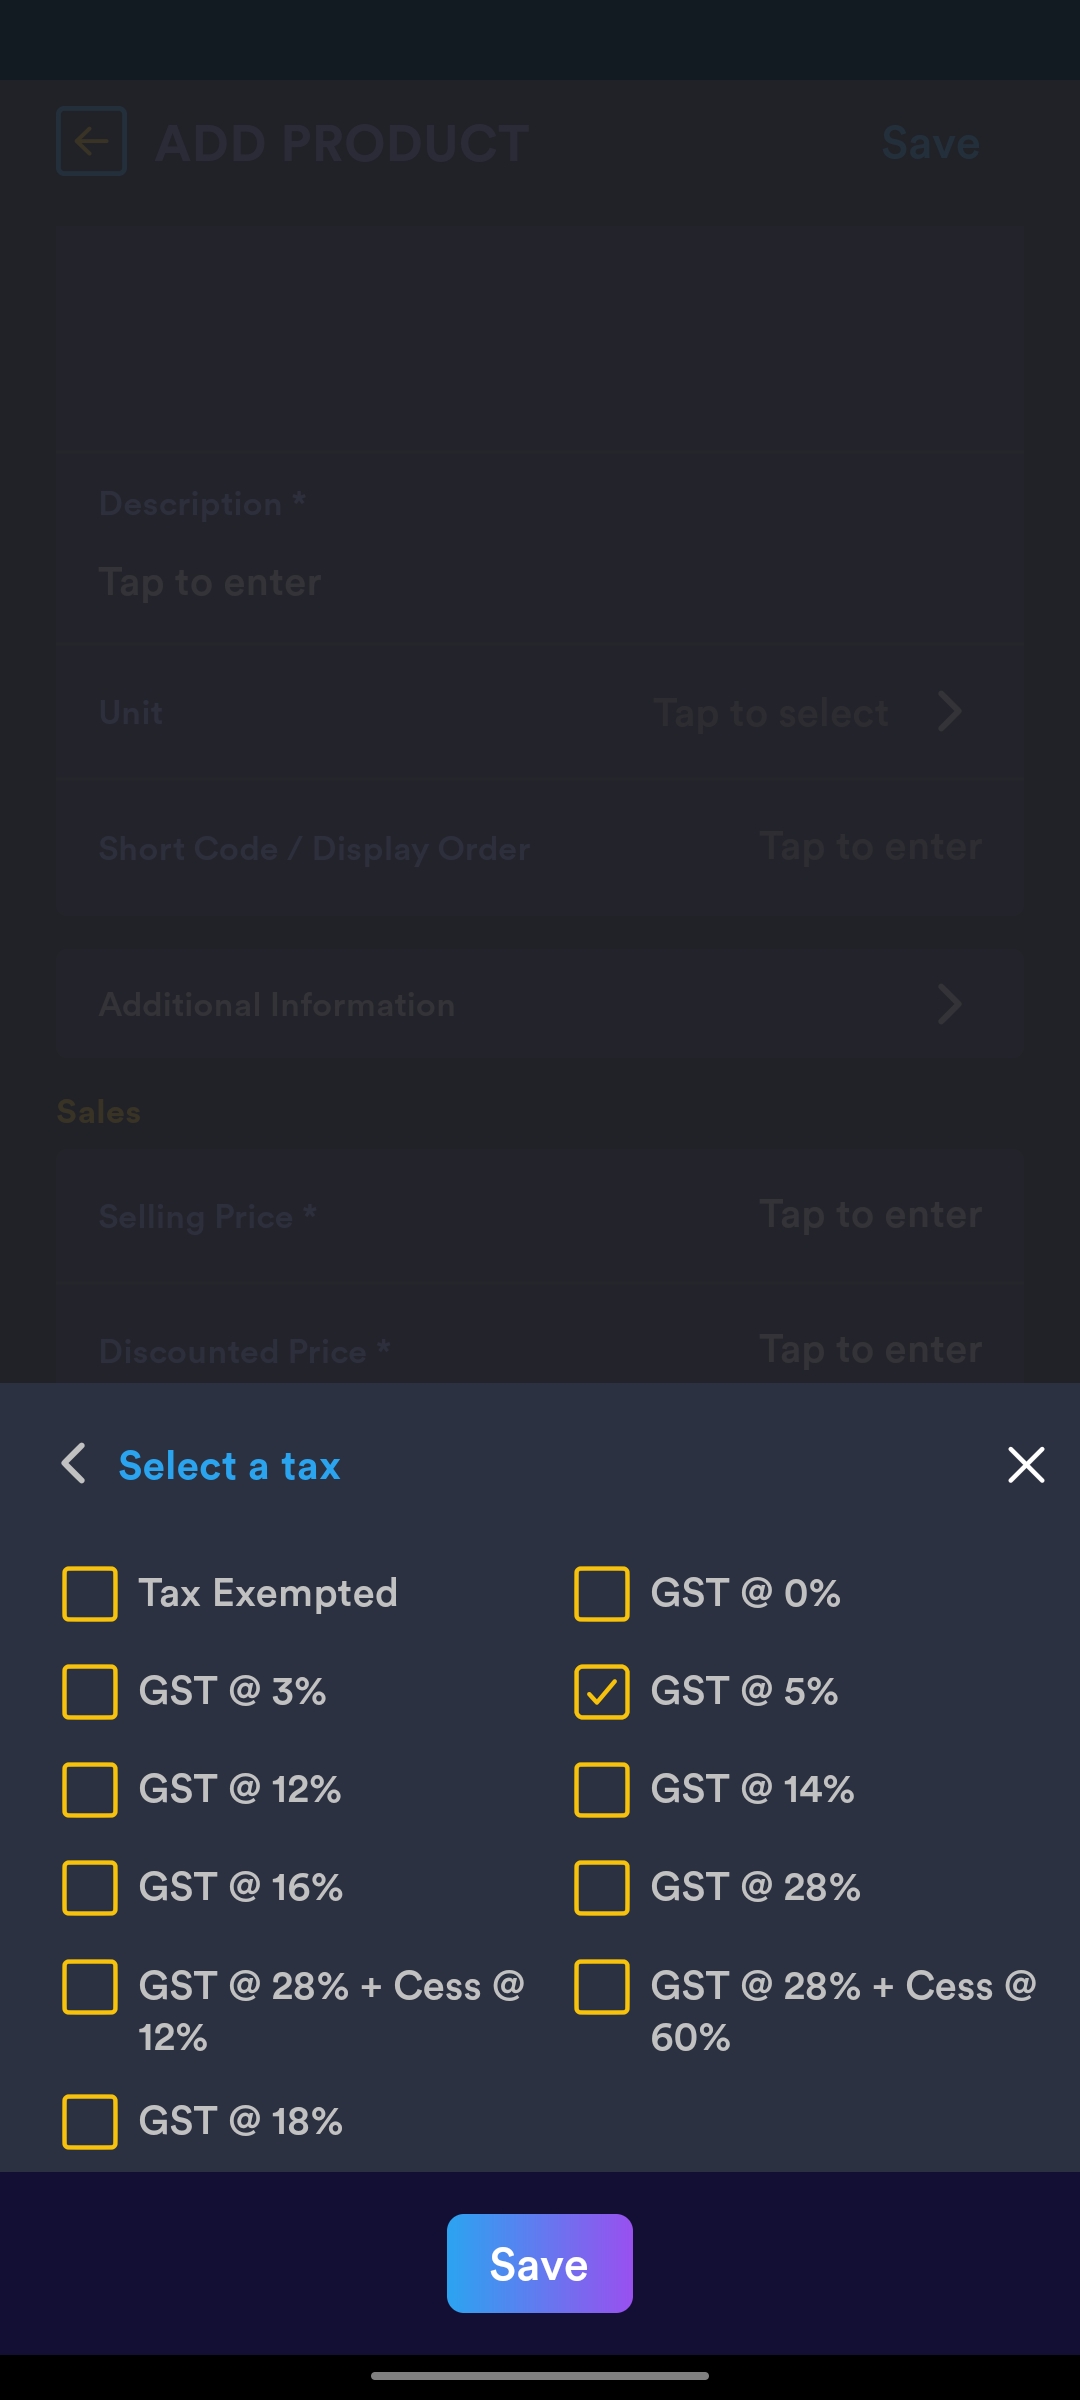 ADD PRODUCT
Save
Description *
Tap to enter
Unit
Tap to select
Short Code / Display Order
Tap to enter
Additional Information
Sales
Selling Price *
Tap to enter
Discounted Price *
Tap to enter
Select a tax
Tax Exempted
GST @ 0%
GST @ 3%
GST @ 5%
GST @ 12%
GST @ 14%
GST @ 16%
GST @ 28%
GST @ 28% + Cess @
12%
GST @ 28% + Cess @
60%
GST @ 18%
Save